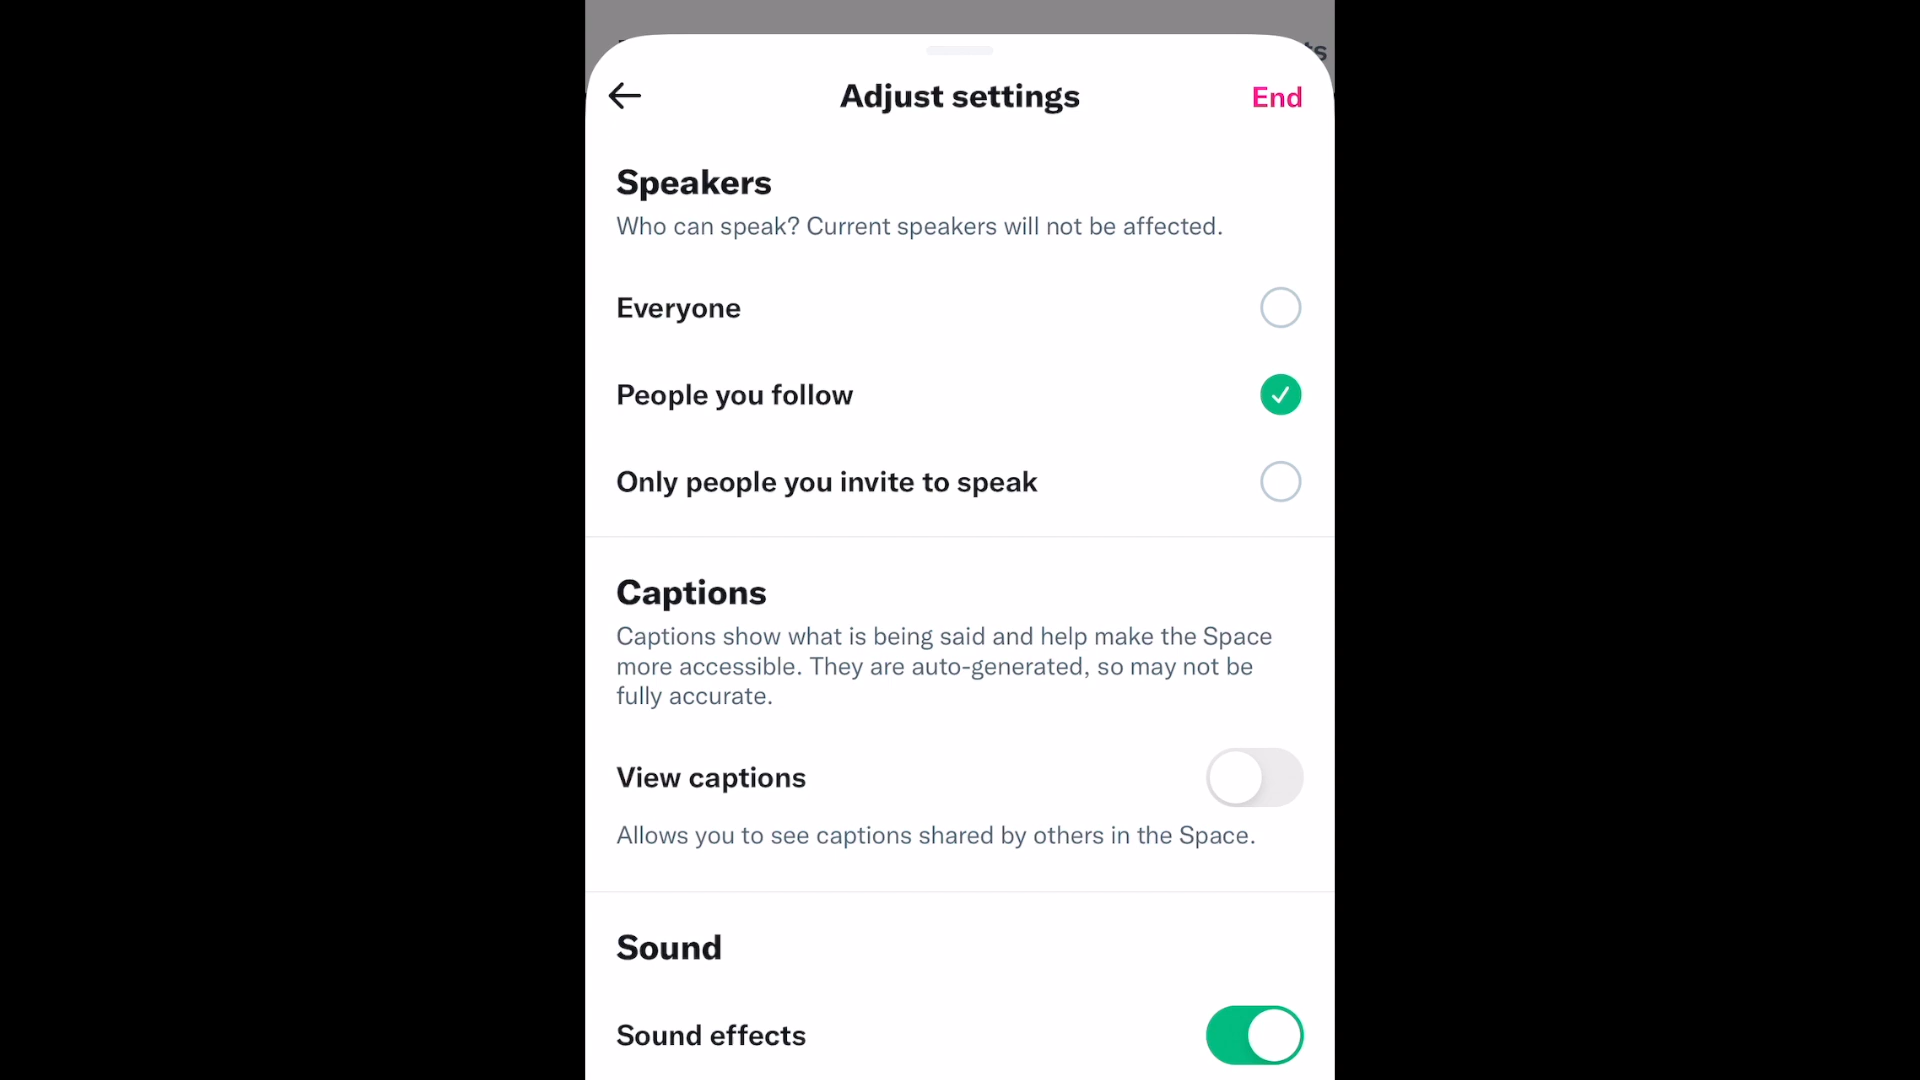 Adjust settings
End
Speakers
Who can speak? Current speakers will not be affected.
Everyone
People you follow
Only people you invite to speak
Captions
Captions show what is being said and help make the Space
more accessible. They are auto-generated, so may not be
fully accurate.
View captions
Allows you to see captions shared by others in the Space.
Sound
Sound effects